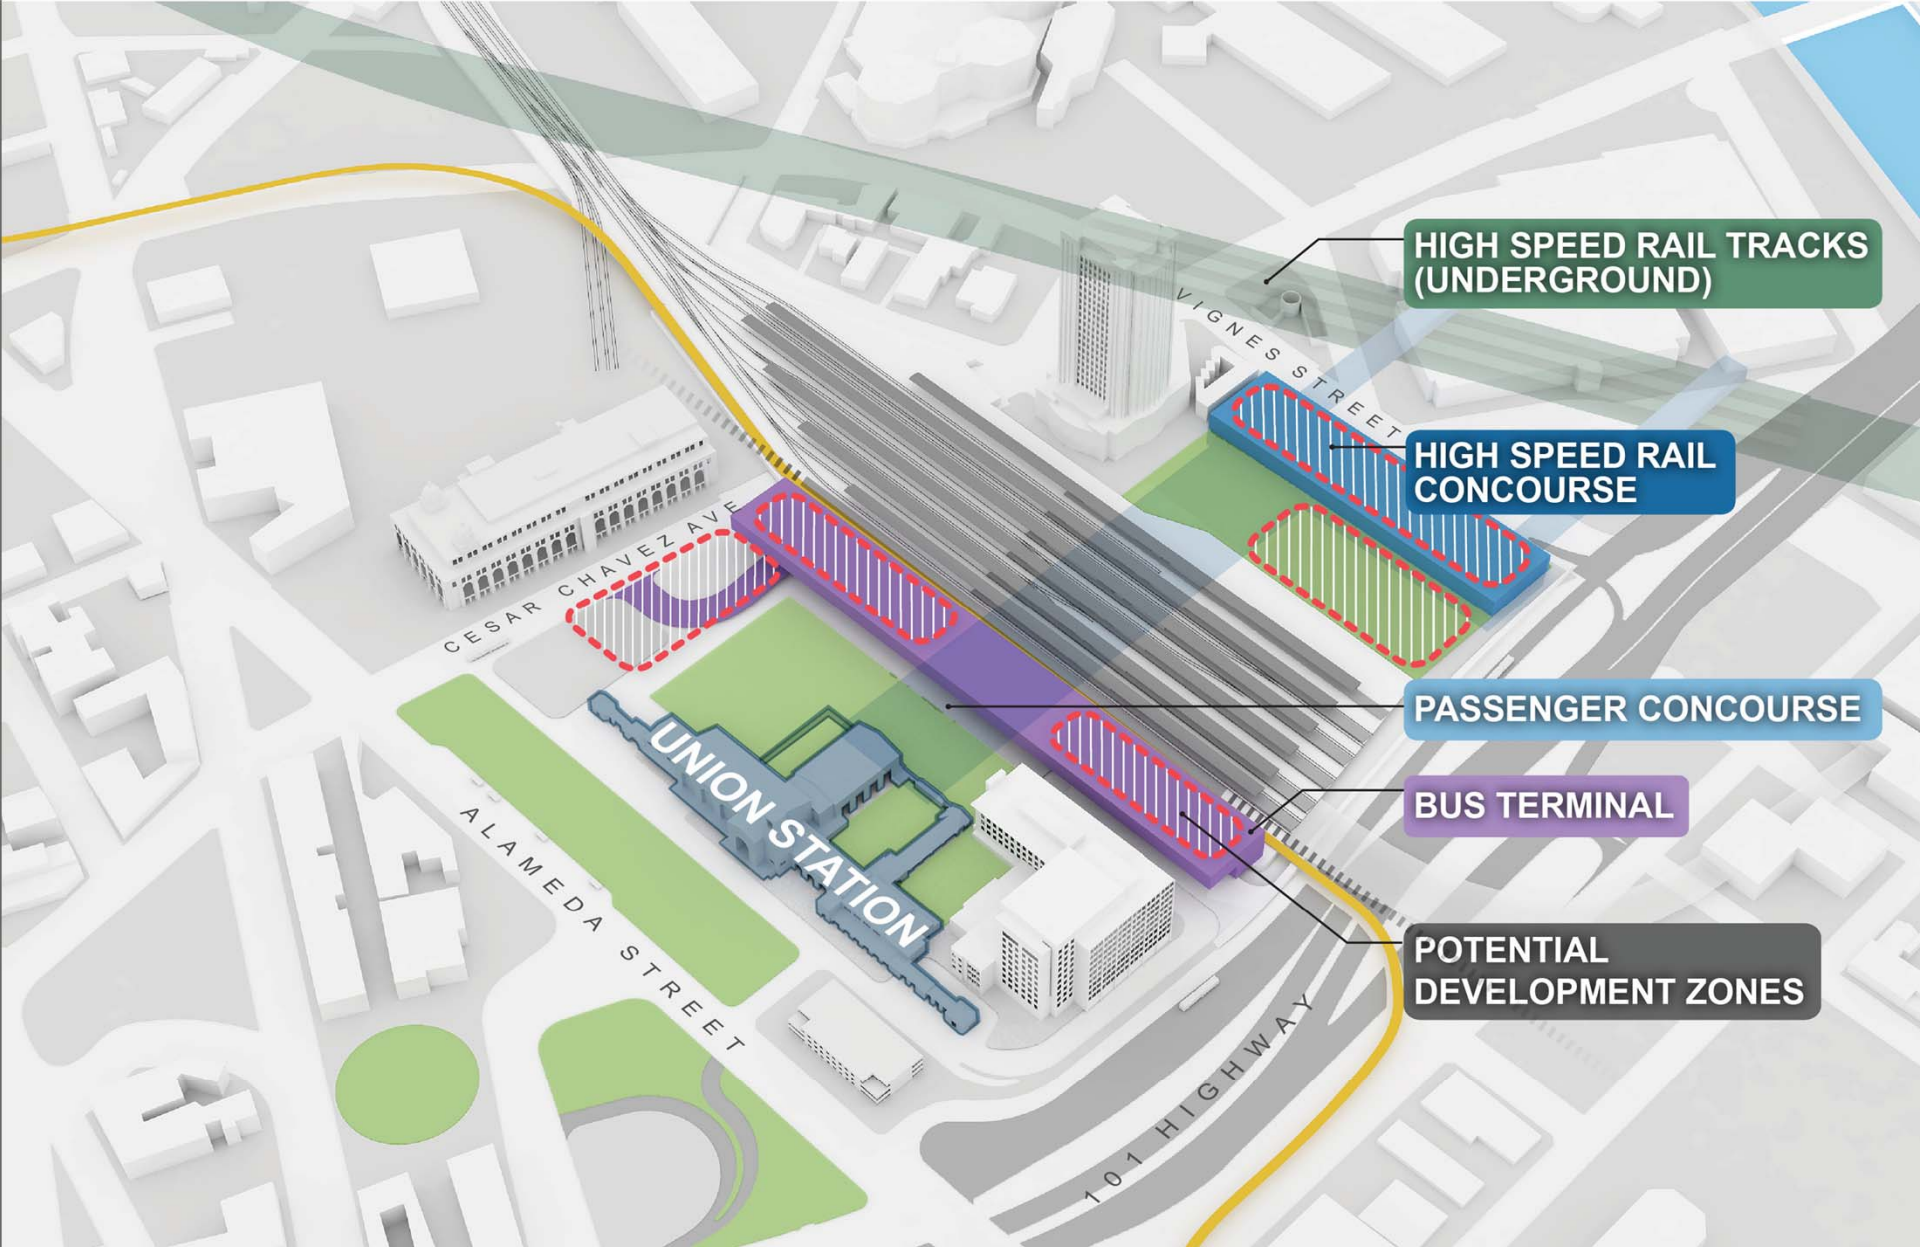 HIGH SPEED RAIL TRACKS
(UNDERGROUND)
VIGNES STREET
HIGH SPEED RAIL
CONCOURSE
CESAR CHAVEZ AVE
PASSENGER CONCOURSE
UNION STATION
BUS TERMINAL
ALAMEDA STREET
POTENTIAL
DEVELOPMENT ZONES
101 HIGHWAY